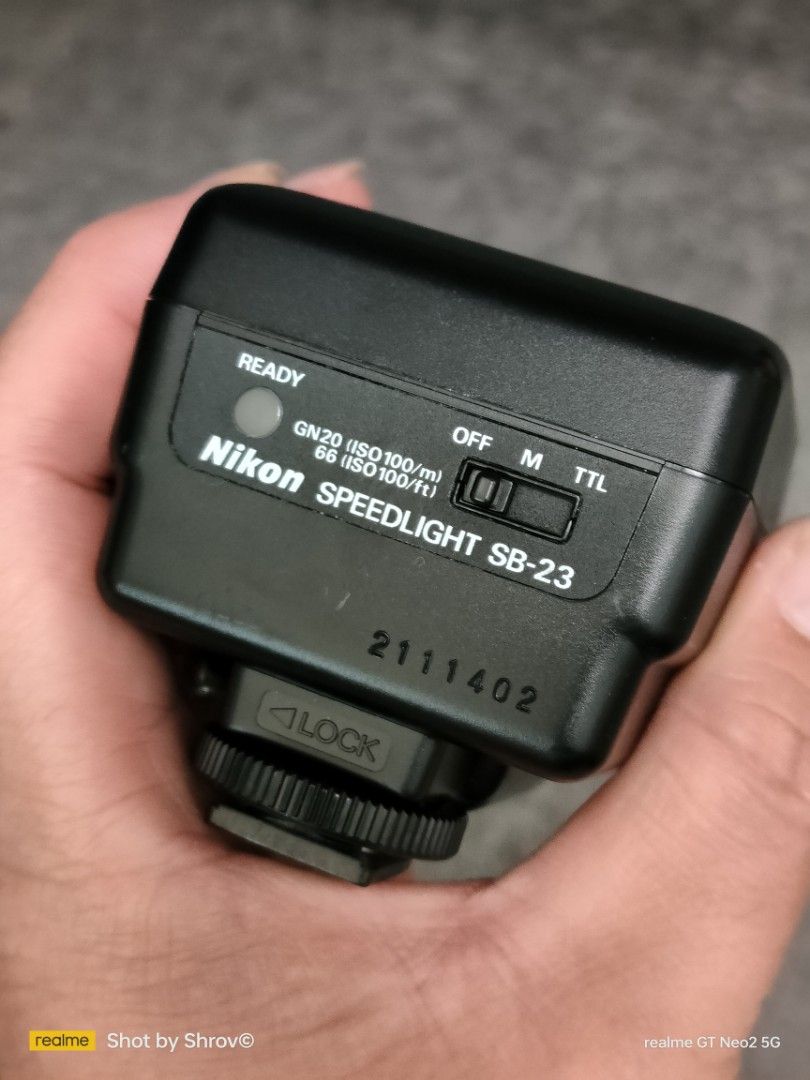 READY
GN20 (ISO100/m)
66 (ISO100/ft)
OFF M TTL
Nikon SPEEDLIGHT SB-23
2111402
◁LOCK
realme Shot by Shrov©
realme GT Neo2 5G